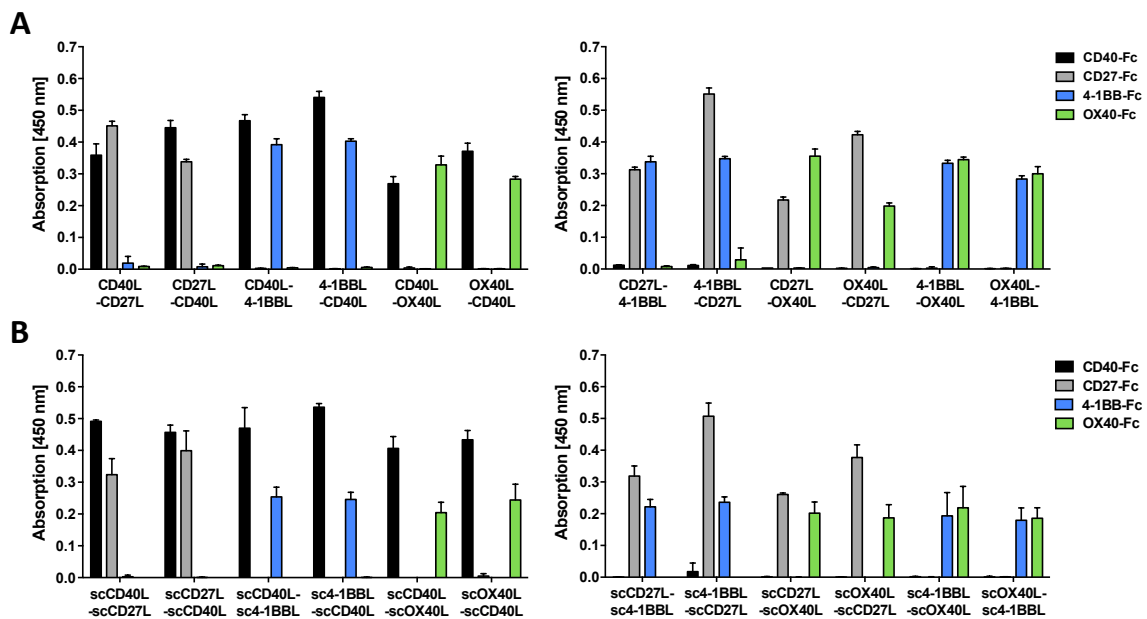 A
Absorption [450 nm]
0.7
0.6
0.5
0.4
0.3
0.2
0.1
0.0
CD40L
-CD27L
CD27L
-CD40L
CD40L-
4-1BBL
4-1BBL
-CD40L
CD40L
-OX40L
OX40L
-CD40L
Absorption [450 nm]
0.7
0.6
0.5
0.4
0.3
0.2
0.1
0.0
CD27L-
4-1BBL
4-1BBL
-CD27L
CD27L
-OX40L
OX40L
-CD27L
4-1BBL
-OX40L
OX40L-
4-1BBL
CD40-Fc
CD27-Fc
4-1BB-Fc
OX40-Fc
B
Absorption [450 nm]
0.7
0.6
0.5
0.4
0.3
0.2
0.1
0.0
scCD40L
-scCD27L
scCD27L
-scCD40L
scCD40L-
sc4-1BBL
sc4-1BBL
-scCD40L
scCD40L
-scOX40L
scOX40L
-scCD40L
Absorption [450 nm]
0.7
0.6
0.5
0.4
0.3
0.2
0.1
0.0
scCD27L-
sc4-1BBL
sc4-1BBL
-scCD27L
scCD27L
-scOX40L
scOX40L
-scCD27L
sc4-1BBL
-scOX40L
scOX40L-
sc4-1BBL
CD40-Fc
CD27-Fc
4-1BB-Fc
OX40-Fc